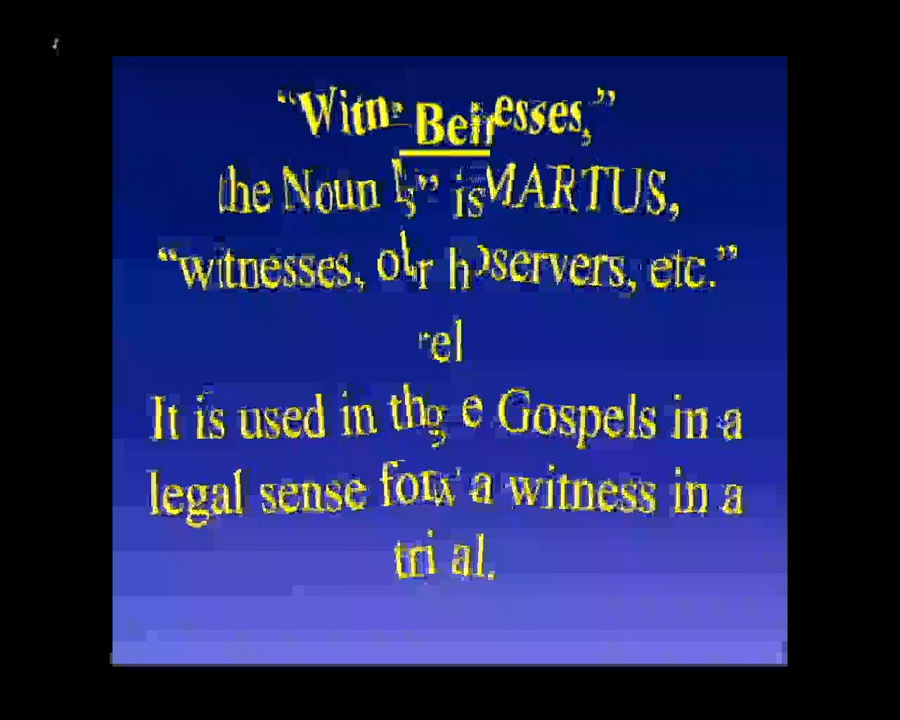 “Witnesses,”
the Noun is MARTUS,
“witnesses, observers, etc.”
It is used in the Gospels in a
legal sense for a witness in a
trial.